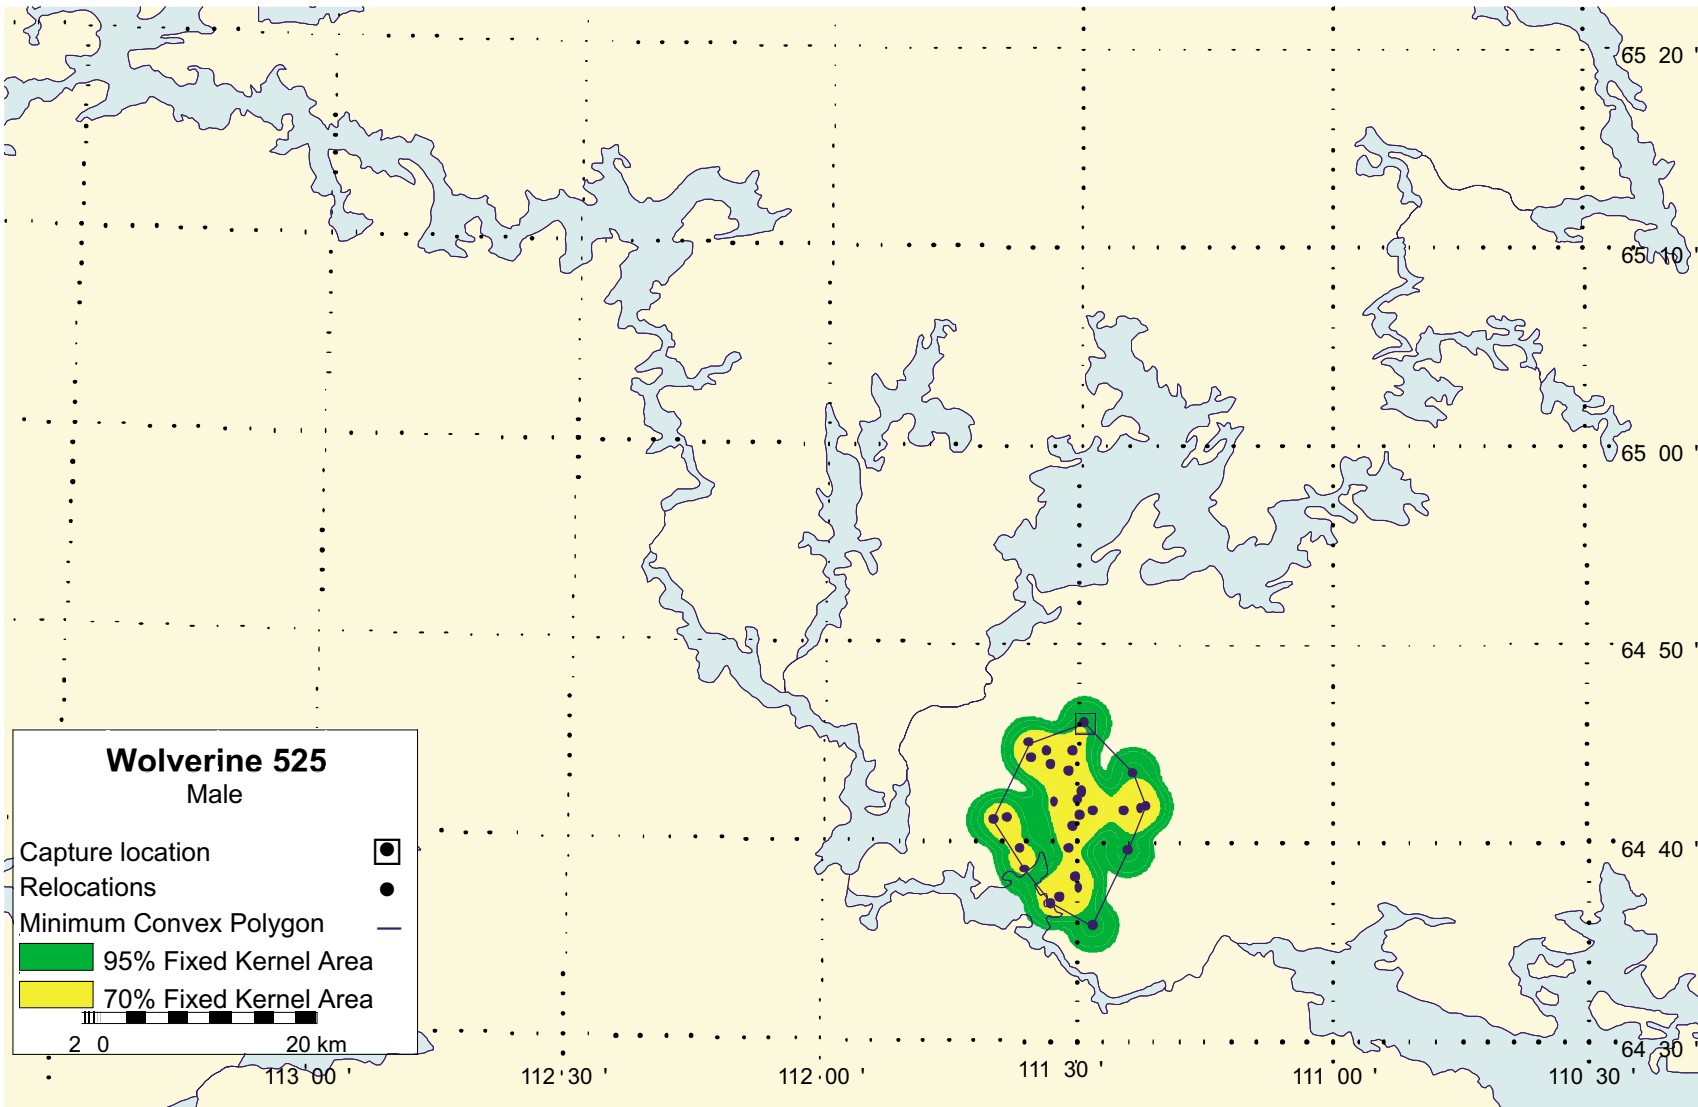 65 20 '
65 10 '
65 00 '
64 50 '
Wolverine 525
Male
Capture location
Relocations
Minimum Convex Polygon
95% Fixed Kernel Area
70% Fixed Kernel Area
2 0 20 km
64 40 '
64 30 '
113 00 '
112 30 '
112 00 '
111 30 '
111 00 '
110 30 '